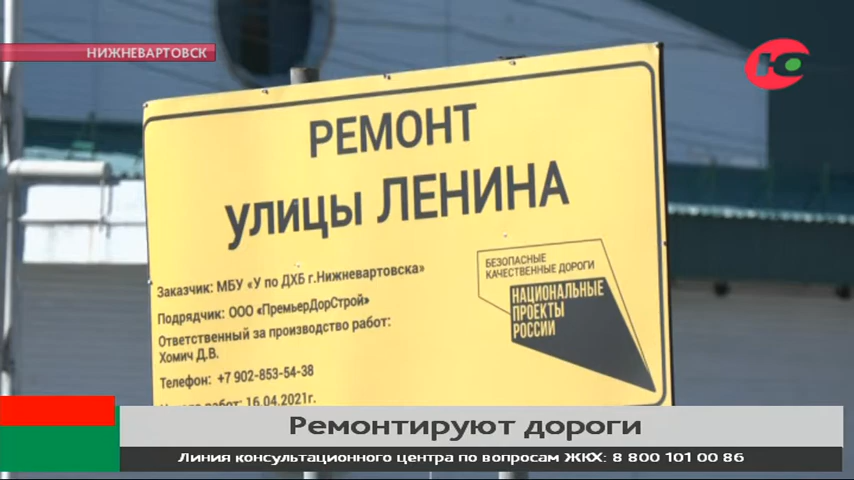 НИЖНЕВАРТОВСК
Ю
РЕМОНТ
УЛИЦЫ ЛЕНИНА
БЕЗОПАСНЫЕ
КАЧЕСТВЕННЫЕ ДОРОГИ
НАЦИОНАЛЬНЫЕ
ПРОЕКТЫ
РОССИИ
Заказчик: МБУ «У по ДХБ г.Нижневартовска»
Подрядчик: ООО «ПремьерДорСтрой»
Ответственный за производство работ:
Хомич Д.В.
Телефон: +7 902-853-54-38
работ: 16.04.2021г.
Ремонтируют дороги
Линия консультационного центра по вопросам ЖКХ: 8 800 101 00 86